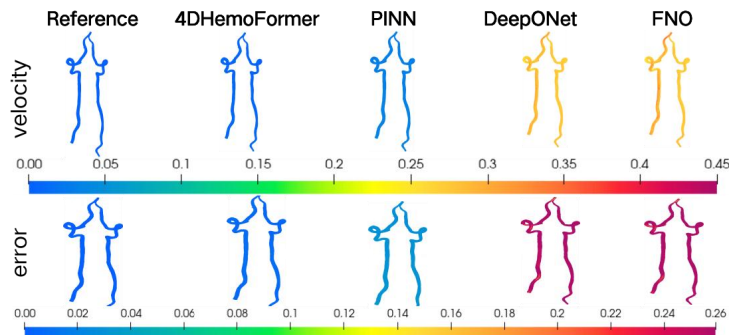 Reference 4DHemoFormer PINN DeepONet FNO
velocity
0.00 0.05 0.1 0.15 0.2 0.25 0.3 0.35 0.4 0.45
error
0.00 0.02 0.04 0.06 0.08 0.1 0.12 0.14 0.16 0.18 0.2 0.22 0.24 0.26